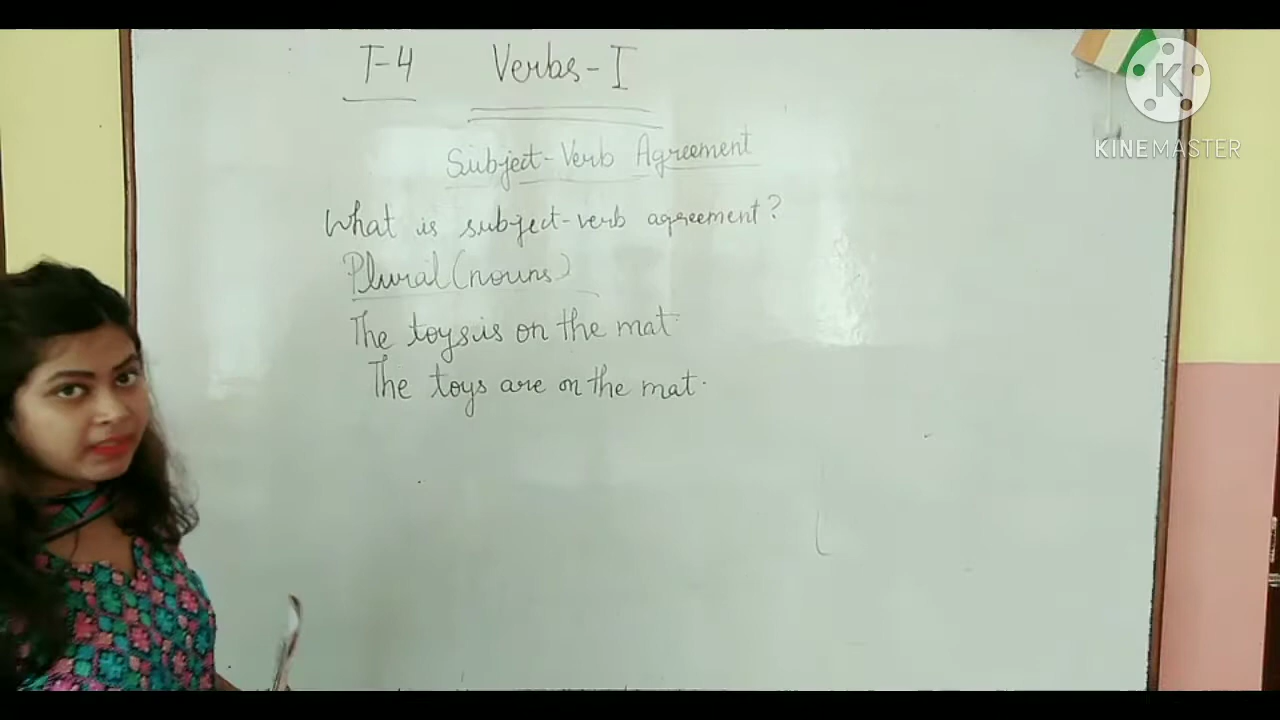 T-4 Verbs-I
Subject-Verb Agreement
What is subject-verb agreement?
Plural (nouns)
The toys is on the mat.
The toys are on the mat.
K
KINEMASTER